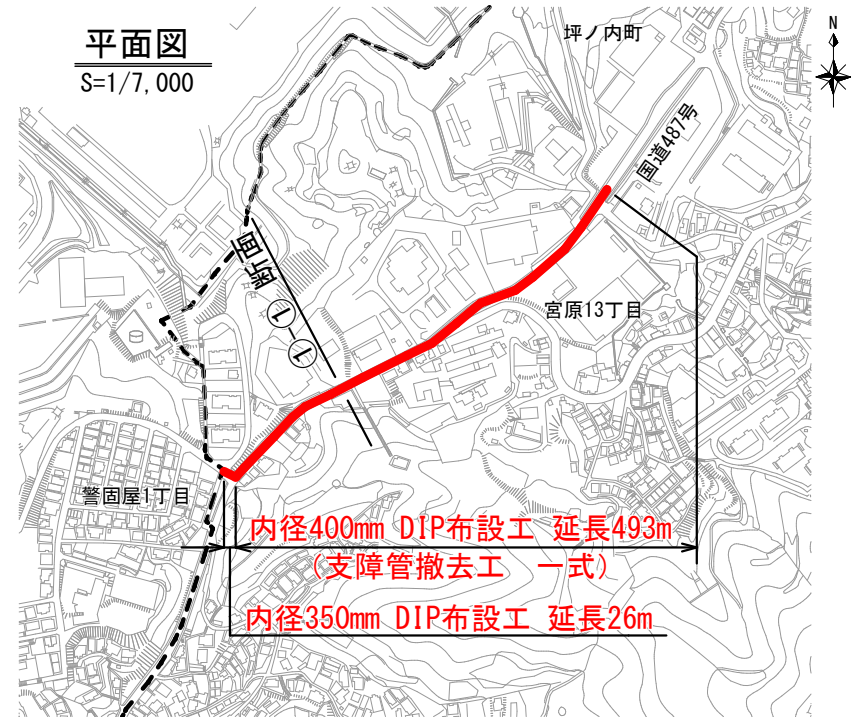 平面図
S=1/7,000
坪ノ内町
N
国道487号
①-① 断面
宮原13丁目
警固屋1丁目
内径400mm DIP布設工 延長493m
(支障管撤去工 一式)
内径350mm DIP布設工 延長26m